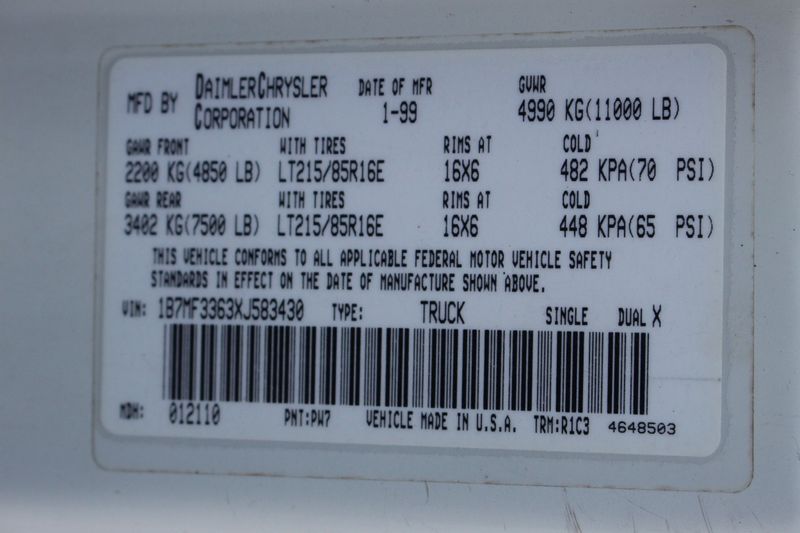 MFD BY DAIMLERCHRYSLER CORPORATION DATE OF MFR 1-99 GVWR 4990 KG(11000 LB)
GAWR FRONT WITH TIRES RIMS AT COLD
2200 KG(4850 LB) LT215/85R16E 16X6 482 KPA(70 PSI)
GAWR REAR WITH TIRES RIMS AT COLD
3402 KG(7500 LB) LT215/85R16E 16X6 448 KPA(65 PSI)
THIS VEHICLE CONFORMS TO ALL APPLICABLE FEDERAL MOTOR VEHICLE SAFETY
STANDARDS IN EFFECT ON THE DATE OF MANUFACTURE SHOWN ABOVE.
VIN: 1B7MF3363XJ583430 TYPE: TRUCK SINGLE DUAL X
MDH: 012110 PNT:PW7 VEHICLE MADE IN U.S.A. TRM:R1C3 4648503